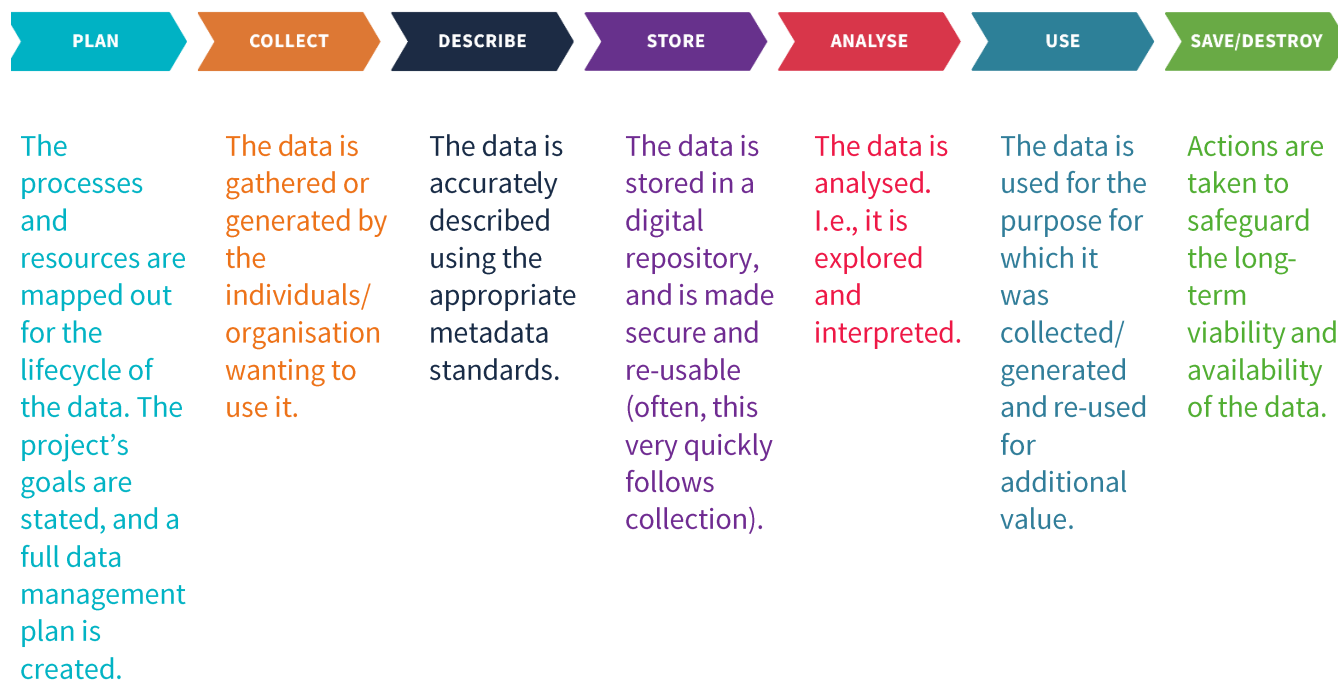 PLAN
COLLECT
DESCRIBE
STORE
ANALYSE
USE
SAVE/DESTROY
The
processes
and
resources are
mapped out
for the
lifecycle of
the data. The
project’s
goals are
stated, and a
full data
management
plan is
created.
The data is
gathered or
generated by
the
individuals/
organisation
wanting to
use it.
The data is
accurately
described
using the
appropriate
metadata
standards.
The data is
stored in a
digital
repository,
and is made
secure and
re-usable
(often, this
very quickly
follows
collection).
The data is
analysed.
I.e., it is
explored
and
interpreted.
The data is
used for the
purpose for
which it
was
collected/
generated
and re-used
for
additional
value.
Actions are
taken to
safeguard
the long-
term
viability and
availability
of the data.